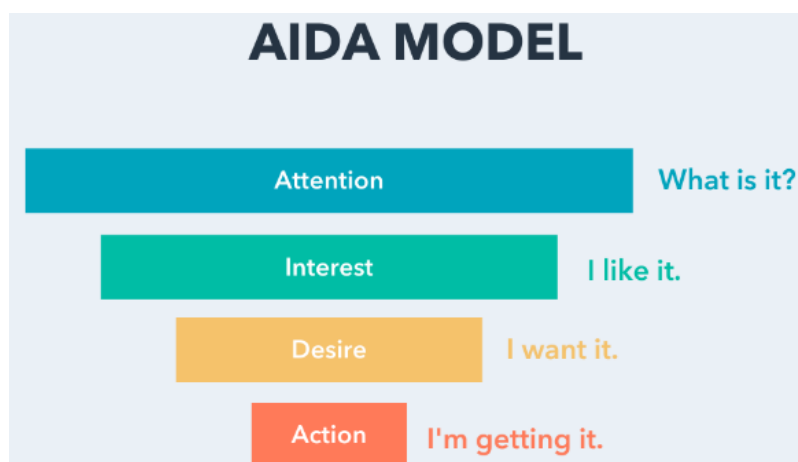 AIDA MODEL
Attention What is it?
Interest I like it.
Desire I want it.
Action I'm getting it.